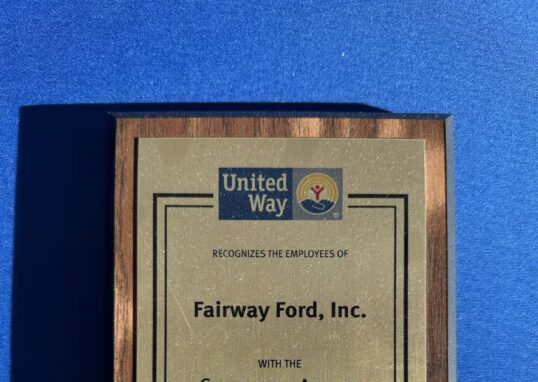 United
Way
RECOGNIZES THE EMPLOYEES OF
Fairway Ford, Inc.
WITH THE